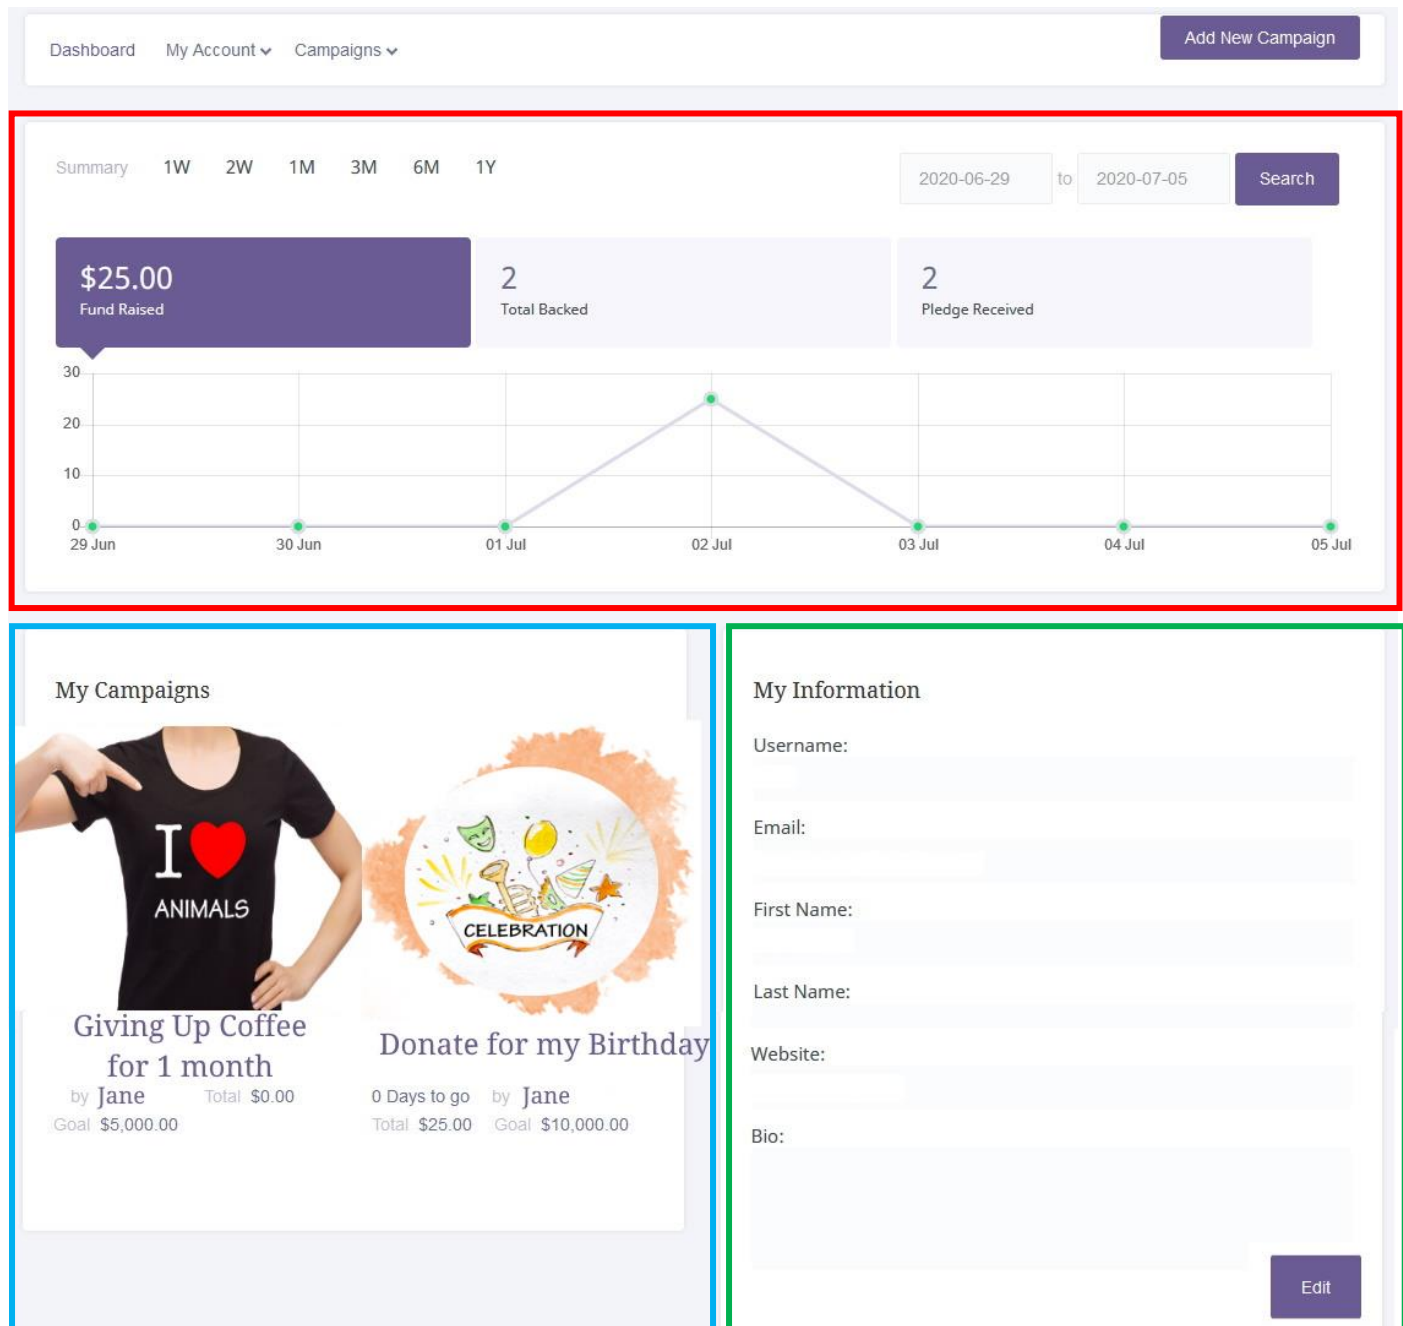 Dashboard My Account Campaigns Add New Campaign
Summary 1W 2W 1M 3M 6M 1Y 2020-06-29 to 2020-07-05 Search
$25.00 2 2
Fund Raised Total Backed Pledge Received
30
20
10
0
29 Jun 30 Jun 01 Jul 02 Jul 03 Jul 04 Jul 05 Jul
My Campaigns
I
ANIMALS
CELEBRATION
Giving Up Coffee
for 1 month
by Jane Total $0.00
Goal $5,000.00
Donate for my Birthday
0 Days to go by Jane
Total $25.00 Goal $10,000.00
My Information
Username:
Email:
First Name:
Last Name:
Website:
Bio:
Edit